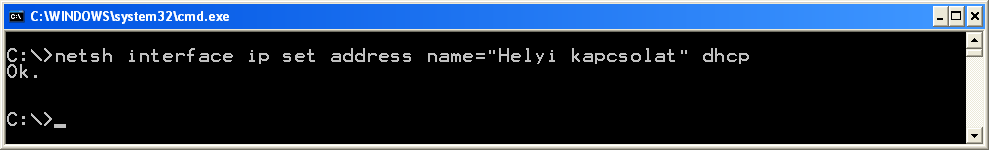 C:\WINDOWS\system32\cmd.exe
C:\>netsh interface ip set address name="Helyi kapcsolat" dhcp
Ok.
C:\>_